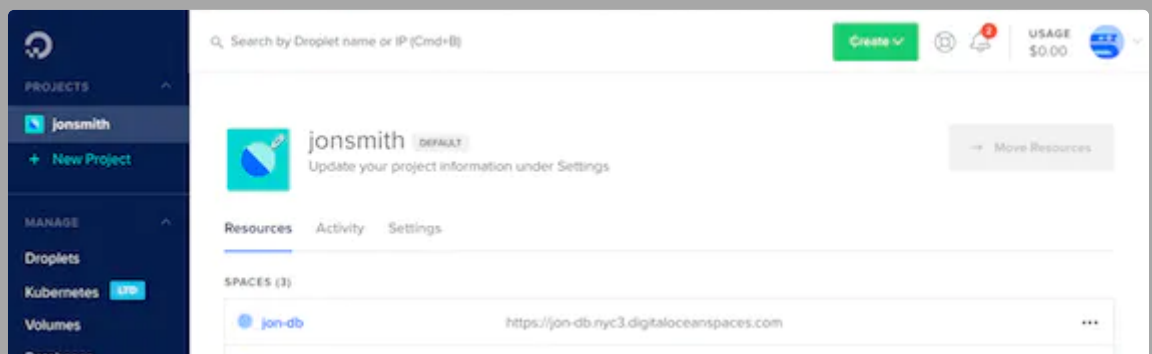 Search by Droplet name or IP (Cmd+B)
Create
2
USAGE
$0.00
PROJECTS
jonsmith
+ New Project
MANAGE
Droplets
Kubernetes LTD
Volumes
jonsmith DEFAULT
Update your project information under Settings
→ Move Resources
Resources Activity Settings
SPACES (3)
jon-db https://jon-db.nyc3.digitaloceanspaces.com ...